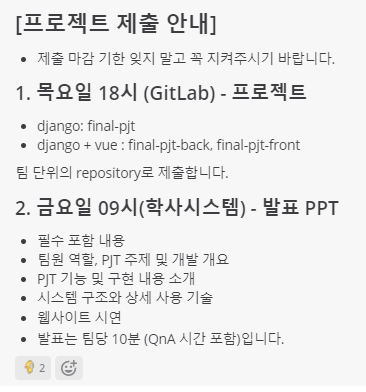 [프로젝트 제출 안내]
제출 마감 기한 잊지 말고 꼭 지켜주시기 바랍니다.
1. 목요일 18시 (GitLab) - 프로젝트
django: final-pjt
django + vue : final-pjt-back, final-pjt-front
팀 단위의 repository로 제출합니다.
2. 금요일 09시(학사시스템) - 발표 PPT
필수 포함 내용
팀원 역할, PJT 주제 및 개발 개요
PJT 기능 및 구현 내용 소개
시스템 구조와 상세 사용 기술
웹사이트 시연
발표는 팀당 10분 (QnA 시간 포함)입니다.
2